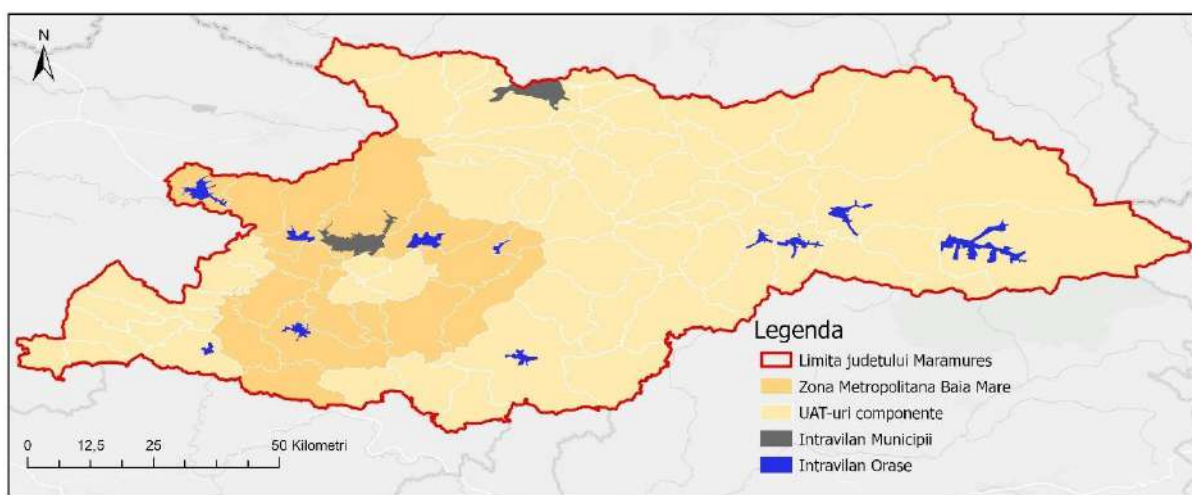 N
Legenda
Limita judetului Maramures
Zona Metropolitana Baia Mare
UAT-uri componente
Intravilan Municipii
Intravilan Orase
0 12,5 25 50 Kilometri